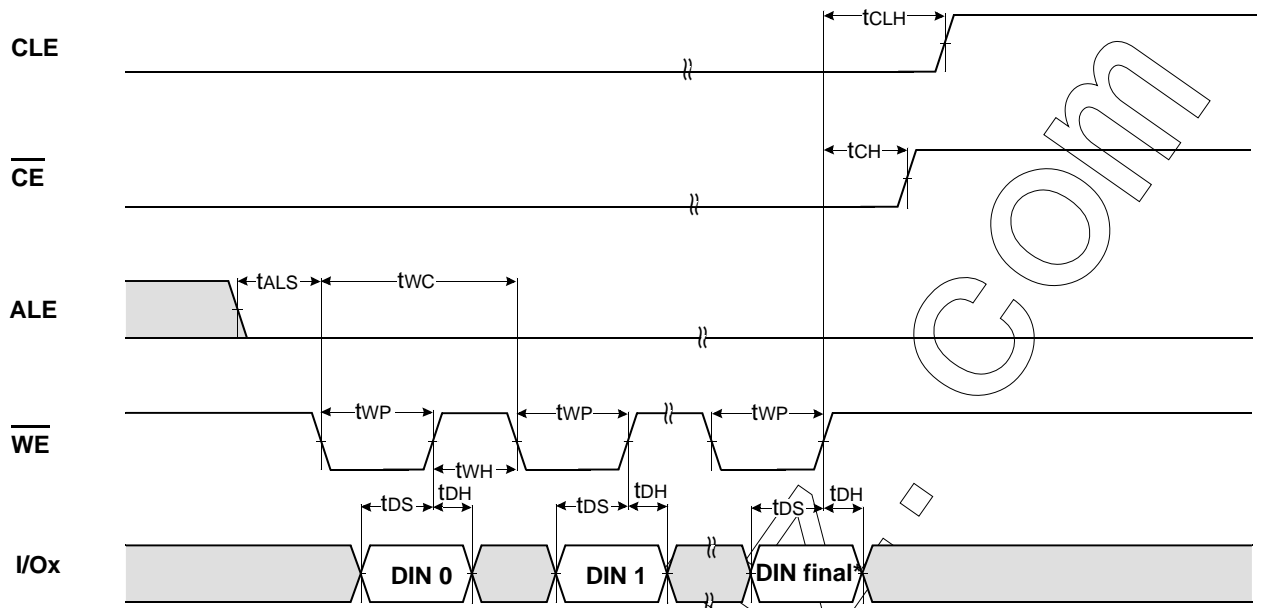 tCLH
CLE
tCH
CE
tALS
tWC
ALE
tWP
tWP
tWP
WE
tWH
tDS
tDH
tDS
tDH
tDS
tDH
I/Ox
DIN 0
DIN 1
DIN final*
com